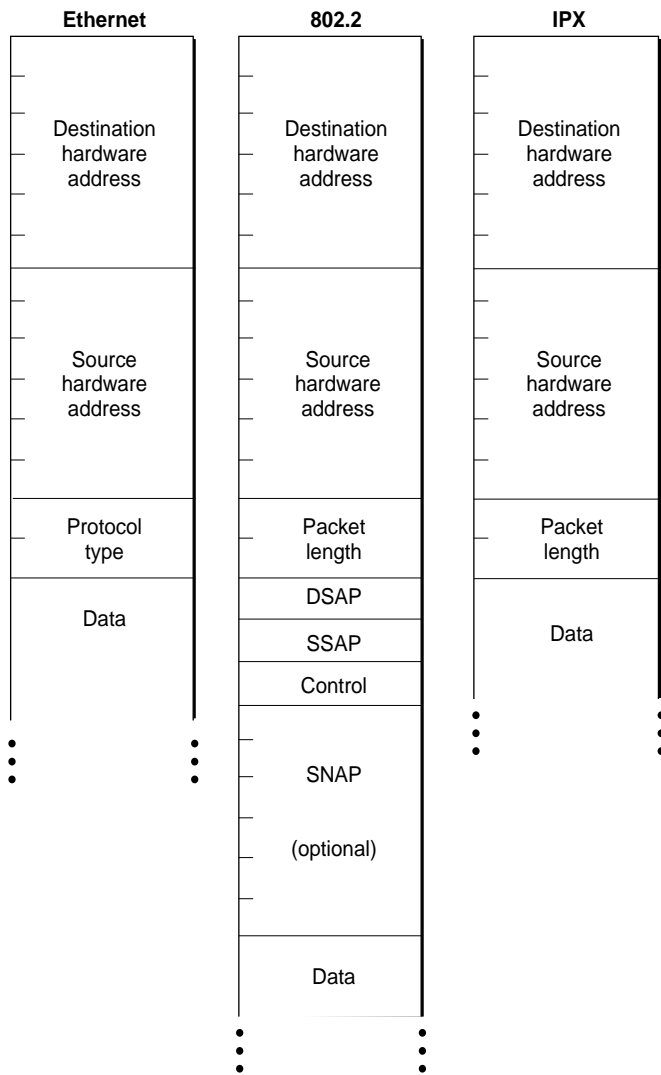 Ethernet
Destination
hardware
address
Source
hardware
address
Protocol
type
Data
802.2
Destination
hardware
address
Source
hardware
address
Packet
length
DSAP
SSAP
Control
SNAP
(optional)
Data
IPX
Destination
hardware
address
Source
hardware
address
Packet
length
Data